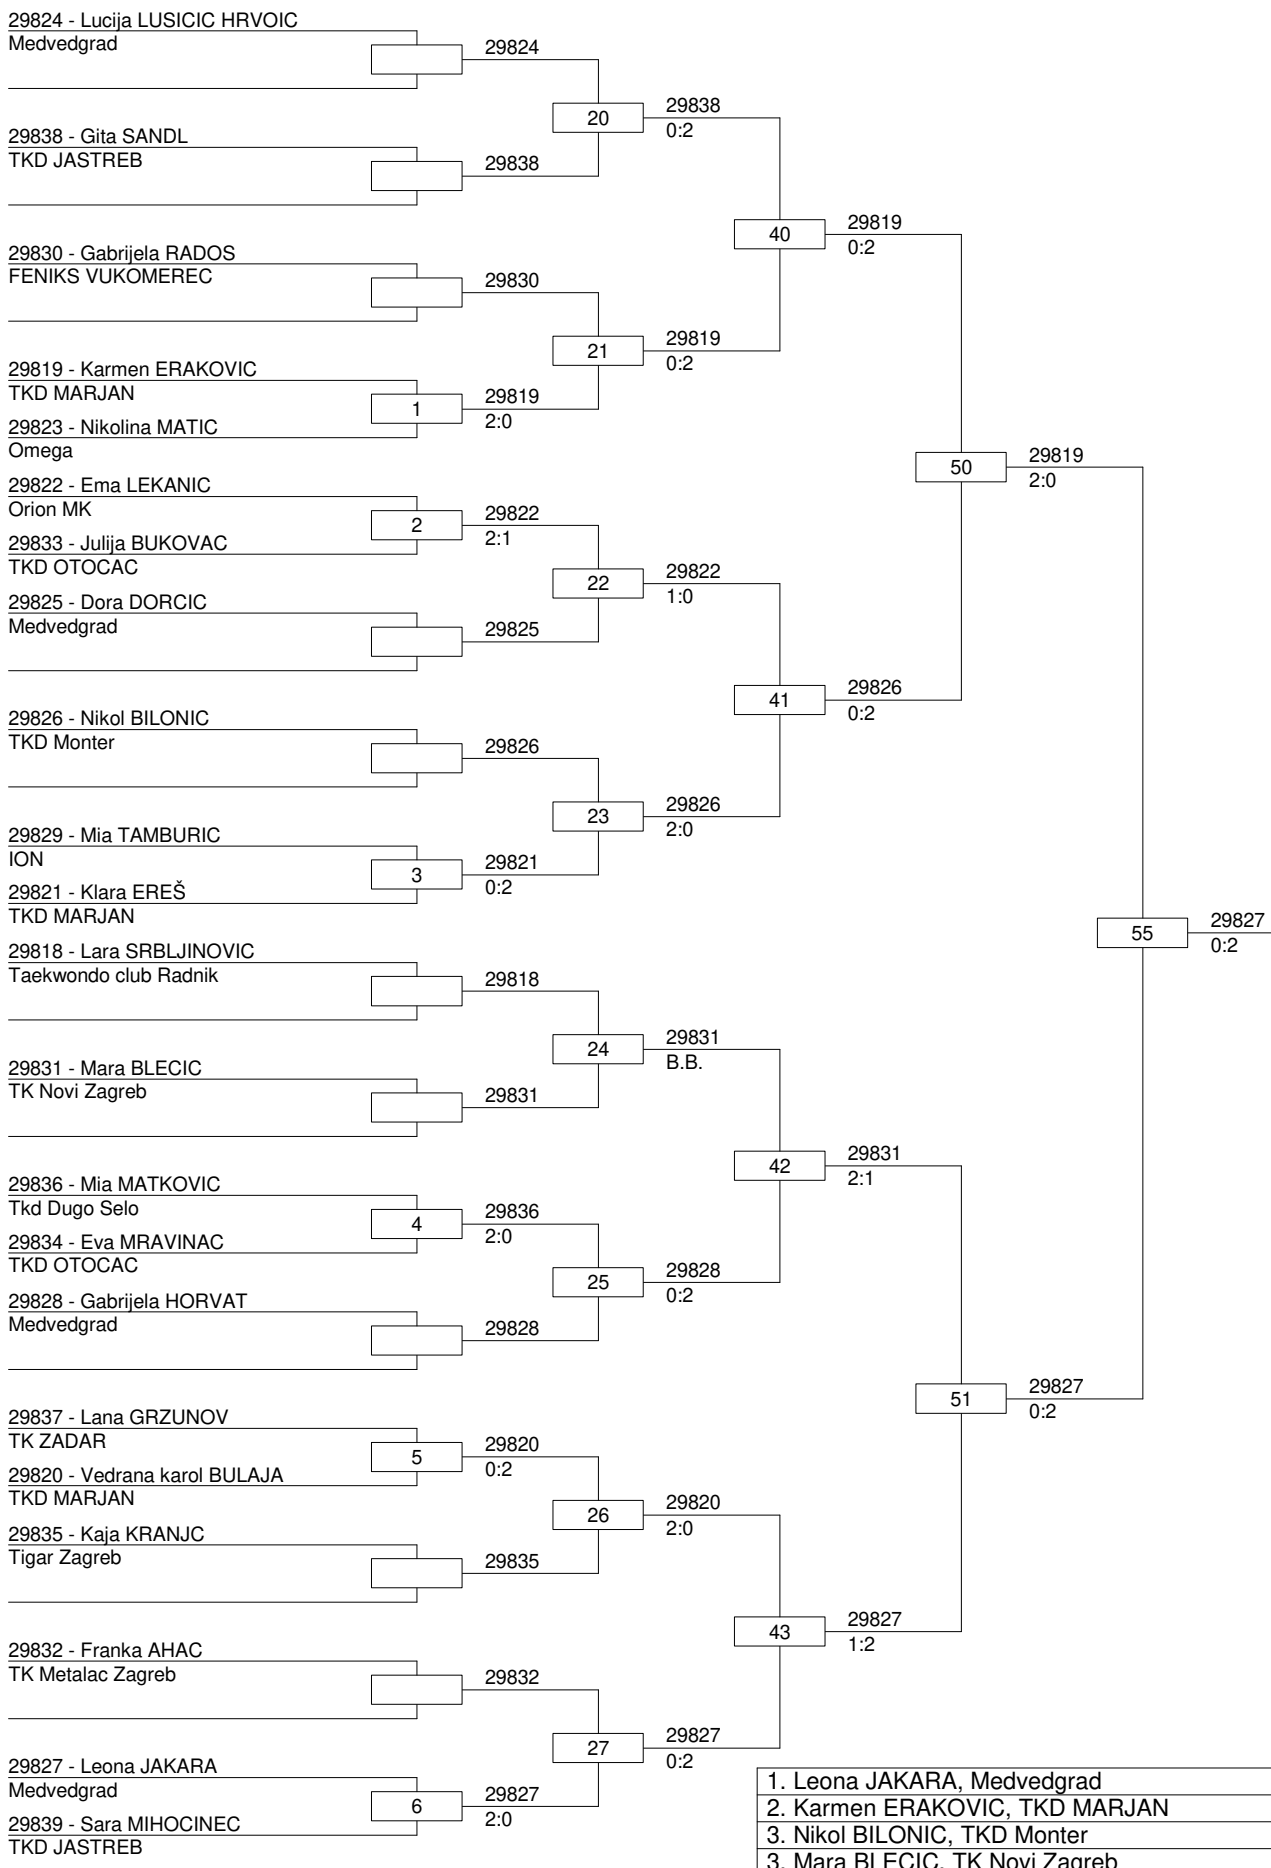 29824 - Lucija LUSICIC HRVOIC
Medvedgrad
29824
20
29838
0:2
29838 - Gita SANDL
TKD JASTREB
29838
40
29819
0:2
29830 - Gabrijela RADOS
FENIKS VUKOMEREC
29830
21
29819
0:2
29819 - Karmen ERAKOVIC
TKD MARJAN
1
29819
2:0
29823 - Nikolina MATIC
Omega
50
29819
2:0
29822 - Ema LEKANIC
Orion MK
2
29822
2:1
29833 - Julija BUKOVAC
TKD OTOCAC
22
29822
1:0
29825 - Dora DORCIC
Medvedgrad
29825
41
29826
0:2
29826 - Nikol BILONIC
TKD Monter
29826
23
29826
2:0
29829 - Mia TAMBURIC
ION
3
29821
0:2
29821 - Klara EREŠ
TKD MARJAN
55
29827
0:2
29818 - Lara SRBLJINOVIC
Taekwondo club Radnik
29818
24
29831
B.B.
29831 - Mara BLECIC
TK Novi Zagreb
29831
42
29831
2:1
29836 - Mia MATKOVIC
Tkd Dugo Selo
4
29836
2:0
29834 - Eva MRAVINAC
TKD OTOCAC
25
29828
0:2
29828 - Gabrijela HORVAT
Medvedgrad
29828
51
29827
0:2
29837 - Lana GRZUNOV
TK ZADAR
5
29820
0:2
29820 - Vedrana karol BULAJA
TKD MARJAN
26
29820
2:0
29835 - Kaja KRANJC
Tigar Zagreb
29835
43
29827
1:2
29832 - Franka AHAC
TK Metalac Zagreb
29832
27
29827
0:2
29827 - Leona JAKARA
Medvedgrad
6
29827
2:0
29839 - Sara MIHOCINEC
TKD JASTREB
1. Leona JAKARA, Medvedgrad
2. Karmen ERAKOVIC, TKD MARJAN
3. Nikol BILONIC, TKD Monter
3. Mara BLECIC, TK Novi Zagreb